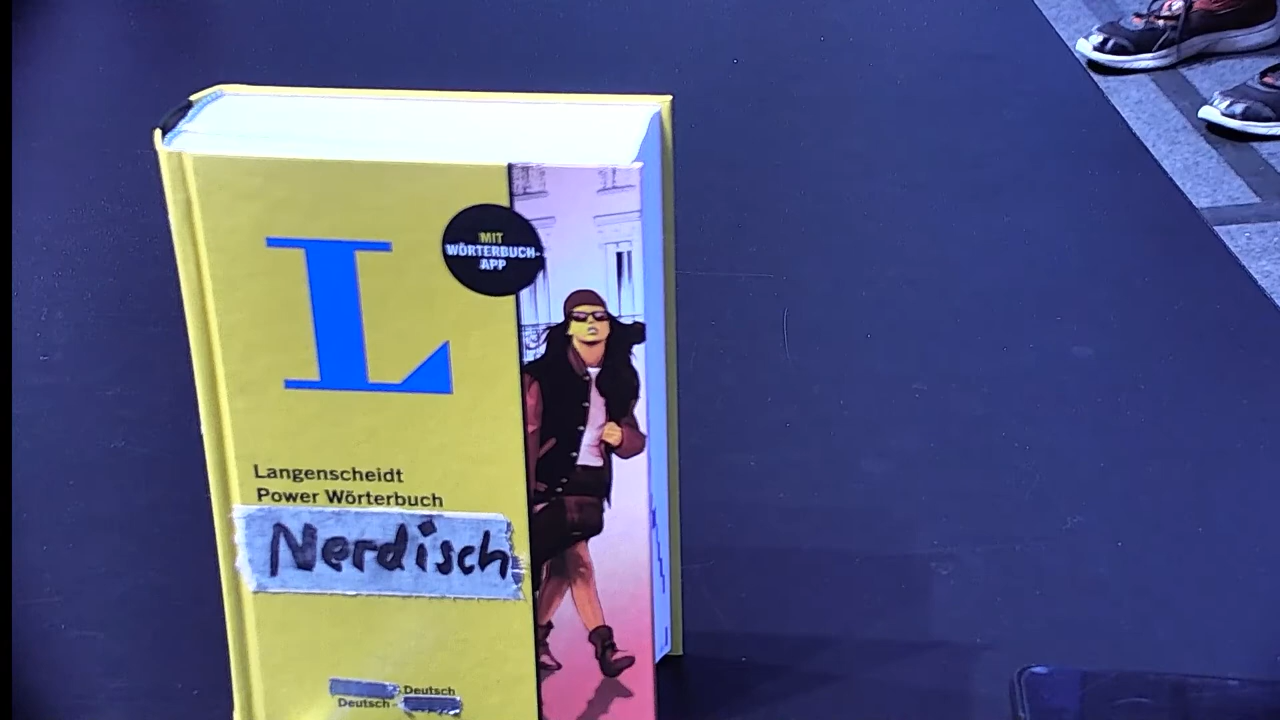 L
MIT
WÖRTERBUCH-
APP
Langenscheidt
Power Wörterbuch
Nerdisch
- Deutsch
Deutsch -